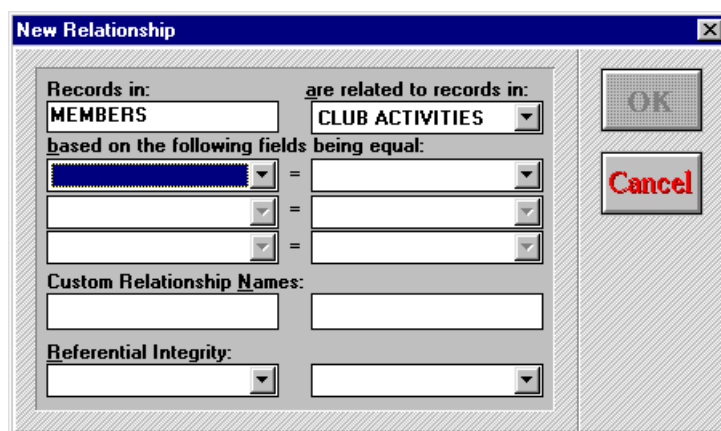 New Relationship
Records in: are related to records in:
MEMBERS CLUB ACTIVITIES
OK
based on the following fields being equal:
=
Cancel
=
=
Custom Relationship Names:
Referential Integrity: